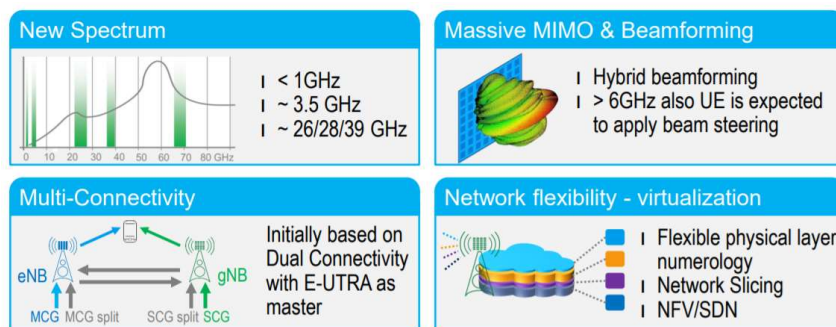 New Spectrum
0 10 20 30 40 50 60 70 80 GHz
I < 1GHz
I ~ 3.5 GHz
I ~ 26/28/39 GHz
Massive MIMO & Beamforming
I Hybrid beamforming
I > 6GHz also UE is expected
to apply beam steering
Multi-Connectivity
eNB
gNB
MCG MCG split SCG split SCG
Initially based on
Dual Connectivity
with E-UTRA as
master
Network flexibility - virtualization
I Flexible physical layer
numerology
I Network Slicing
I NFV/SDN